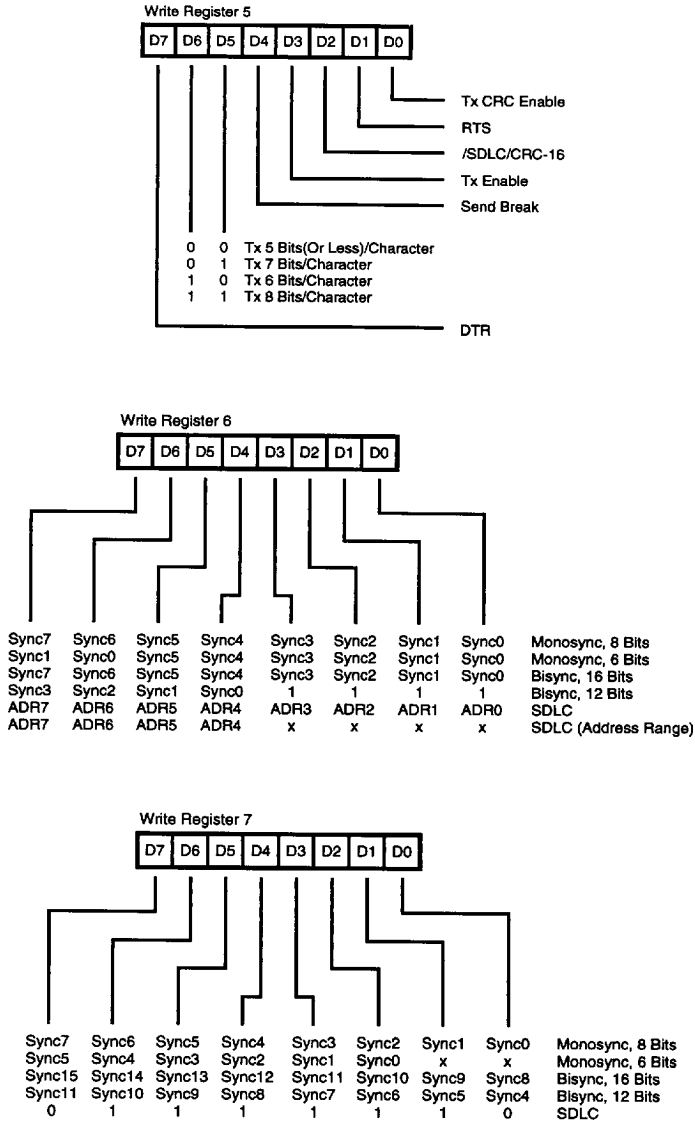 Write Register 5
D7 D6 D5 D4 D3 D2 D1 D0
Tx CRC Enable
RTS
/SDLC/CRC-16
Tx Enable
Send Break
0 0 Tx 5 Bits(Or Less)/Character
0 1 Tx 7 Bits/Character
1 0 Tx 6 Bits/Character
1 1 Tx 8 Bits/Character
DTR
Write Register 6
D7 D6 D5 D4 D3 D2 D1 D0
Sync7 Sync6 Sync5 Sync4 Sync3 Sync2 Sync1 Sync0 Monosync, 8 Bits
Sync1 Sync0 Sync5 Sync4 Sync3 Sync2 Sync1 Sync0 Monosync, 6 Bits
Sync7 Sync6 Sync5 Sync4 Sync3 Sync2 Sync1 Sync0 Bisync, 16 Bits
Sync3 Sync2 Sync1 Sync0 1 1 1 1 Bisync, 12 Bits
ADR7 ADR6 ADR5 ADR4 ADR3 ADR2 ADR1 ADR0 SDLC
ADR7 ADR6 ADR5 ADR4 x x x x SDLC (Address Range)
Write Register 7
D7 D6 D5 D4 D3 D2 D1 D0
Sync7 Sync6 Sync5 Sync4 Sync3 Sync2 Sync1 Sync0 Monosync, 8 Bits
Sync5 Sync4 Sync3 Sync2 Sync1 Sync0 x x Monosync, 6 Bits
Sync15 Sync14 Sync13 Sync12 Sync11 Sync10 Sync9 Sync8 Bisync, 16 Bits
Sync11 Sync10 Sync9 Sync8 Sync7 Sync6 Sync5 Sync4 Bisync, 12 Bits
0 1 1 1 1 1 1 0 SDLC